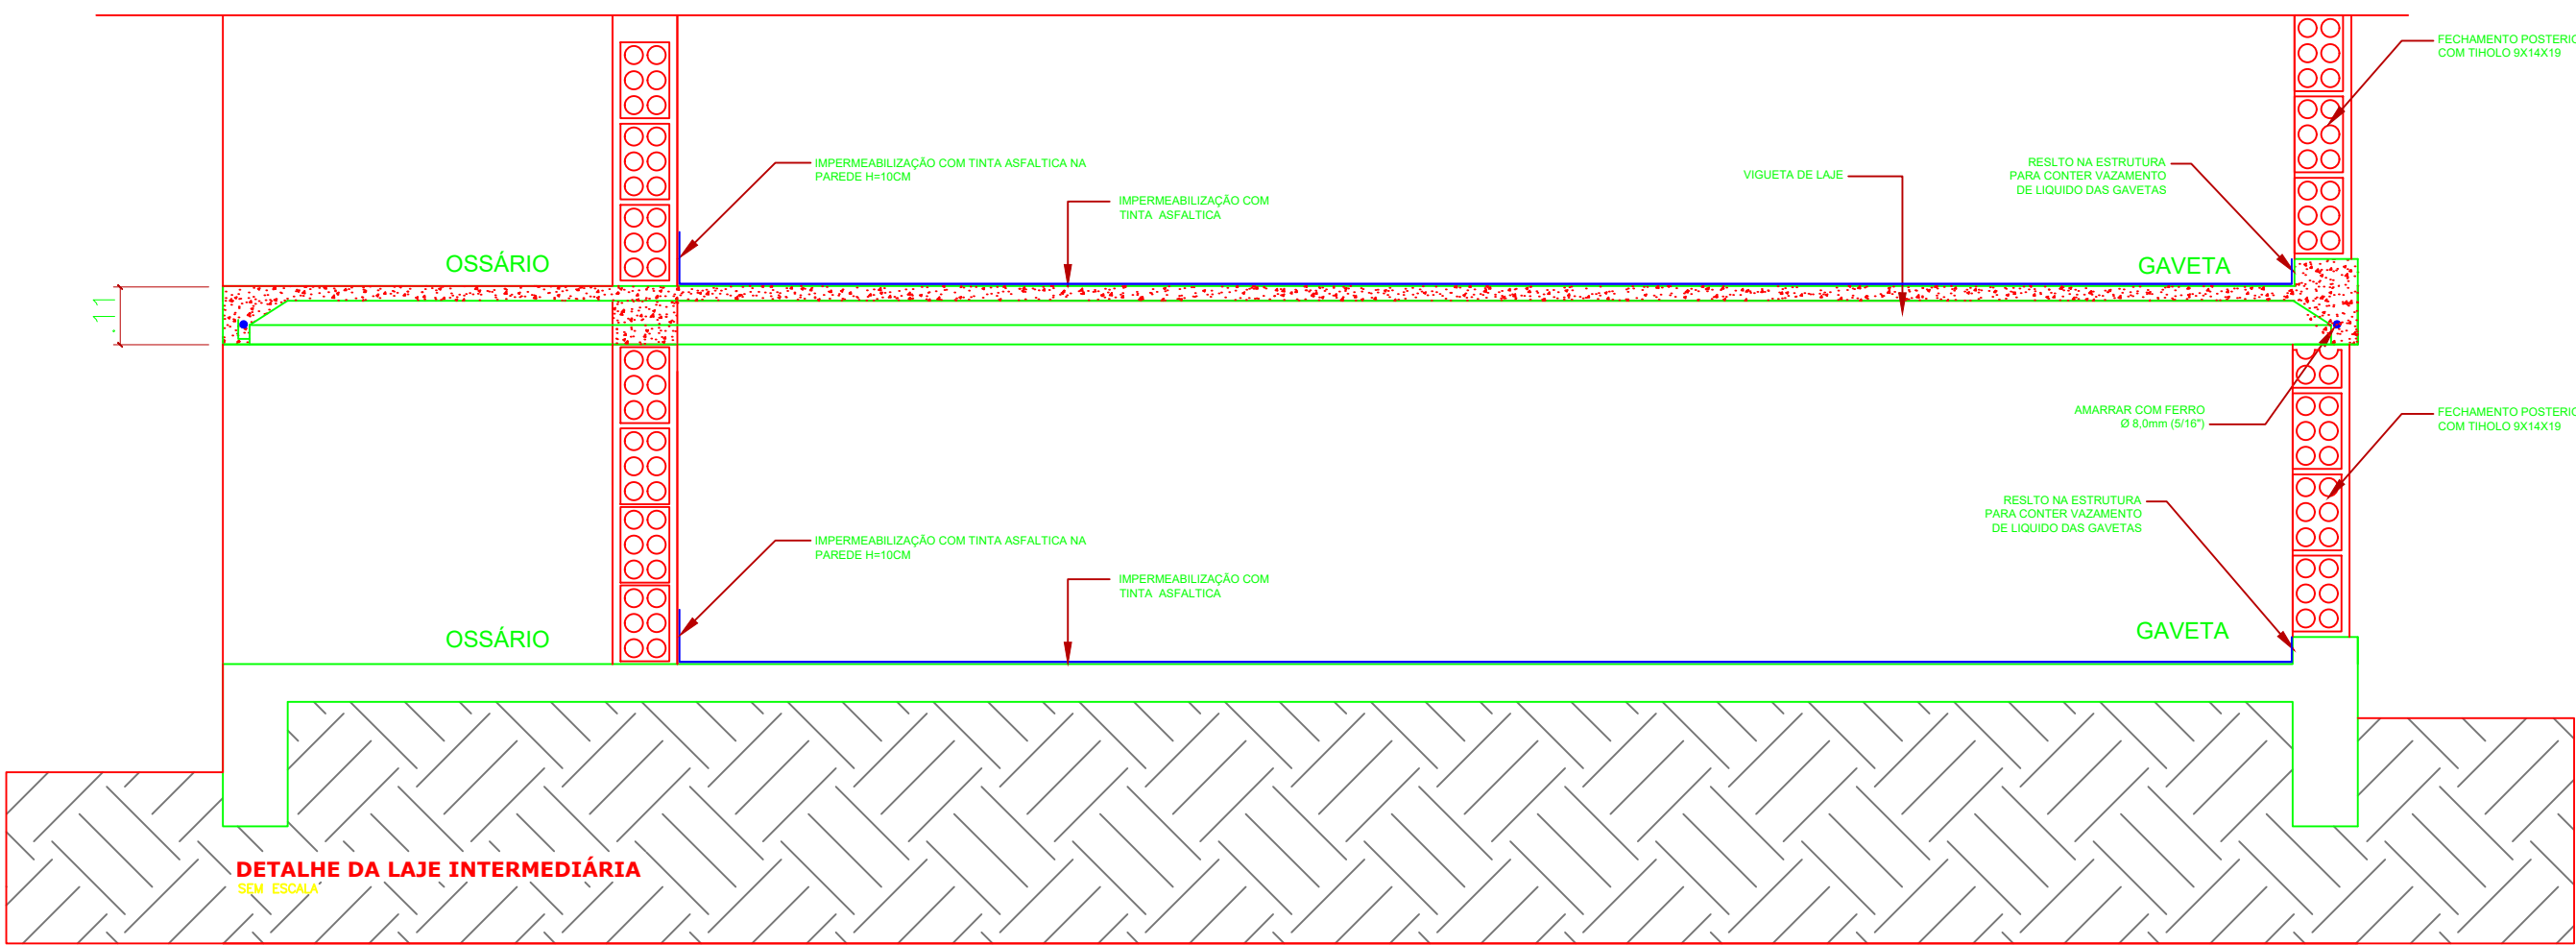 FECHAMENTO POSTERIO
COM TIHOLO 9X14X19
IMPERMEABILIZAÇÃO COM TINTA ASFALTICA NA
PAREDE H=10CM
IMPERMEABILIZAÇÃO COM
TINTA ASFALTICA
VIGUETA DE LAJE
RESLTO NA ESTRUTURA
PARA CONTER VAZAMENTO
DE LIQUIDO DAS GAVETAS
OSSÁRIO
GAVETA
.11
AMARRAR COM FERRO
Ø 8,0mm (5/16")
FECHAMENTO POSTERIO
COM TIHOLO 9X14X19
RESLTO NA ESTRUTURA
PARA CONTER VAZAMENTO
DE LIQUIDO DAS GAVETAS
IMPERMEABILIZAÇÃO COM TINTA ASFALTICA NA
PAREDE H=10CM
IMPERMEABILIZAÇÃO COM
TINTA ASFALTICA
OSSÁRIO
GAVETA
DETALHE DA LAJE INTERMEDIÁRIA
SEM ESCALA